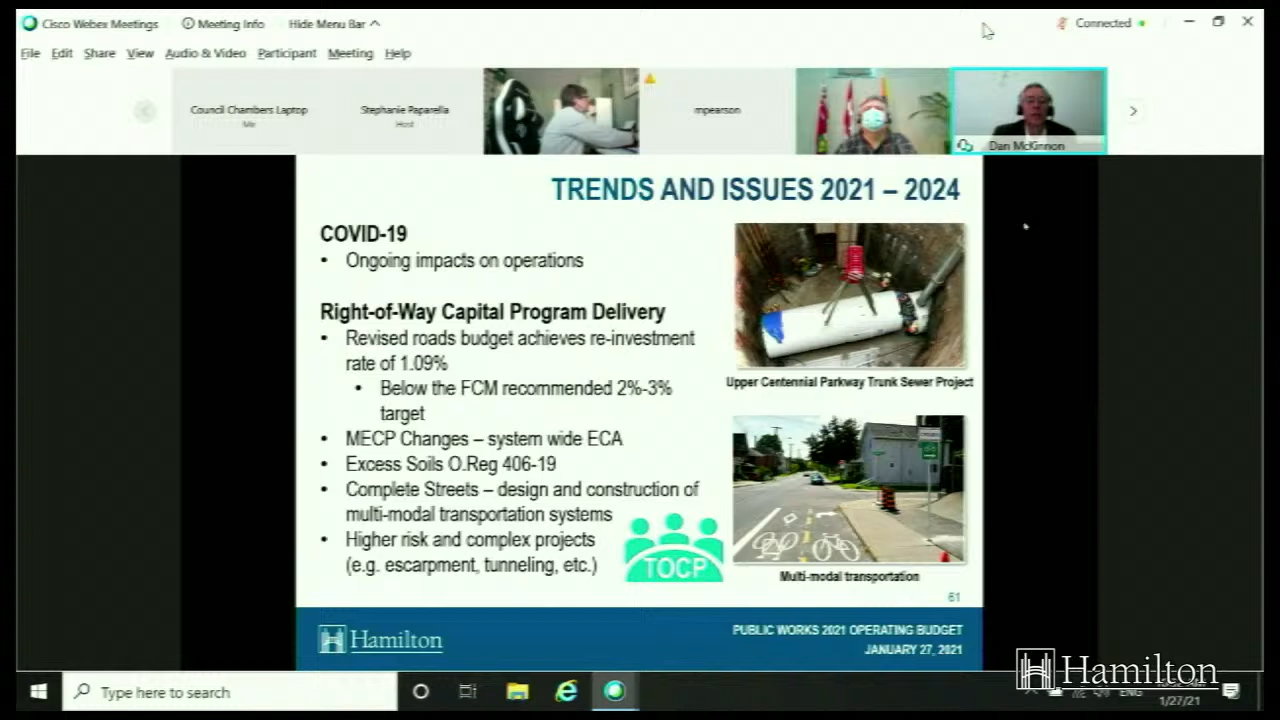 Cisco Webex Meetings
Meeting Info
Hide Menu Bar
Connected
File Edit Share View Audio & Video Participant Meeting Help
Council Chambers Laptop
Me
Stephanie Paparella
Host
mpearson
Dan McKinnon
TRENDS AND ISSUES 2021 – 2024
COVID-19
• Ongoing impacts on operations
Right-of-Way Capital Program Delivery
• Revised roads budget achieves re-investment
rate of 1.09%
• Below the FCM recommended 2%-3%
target
• MECP Changes – system wide ECA
• Excess Soils O.Reg 406-19
• Complete Streets – design and construction of
multi-modal transportation systems
• Higher risk and complex projects
(e.g. escarpment, tunneling, etc.)
TOCP
Upper Centennial Parkway Trunk Sewer Project
Multi-modal transportation
61
Hamilton
PUBLIC WORKS 2021 OPERATING BUDGET
JANUARY 27, 2021
Hamilton
Type here to search
ENG
1/27/21